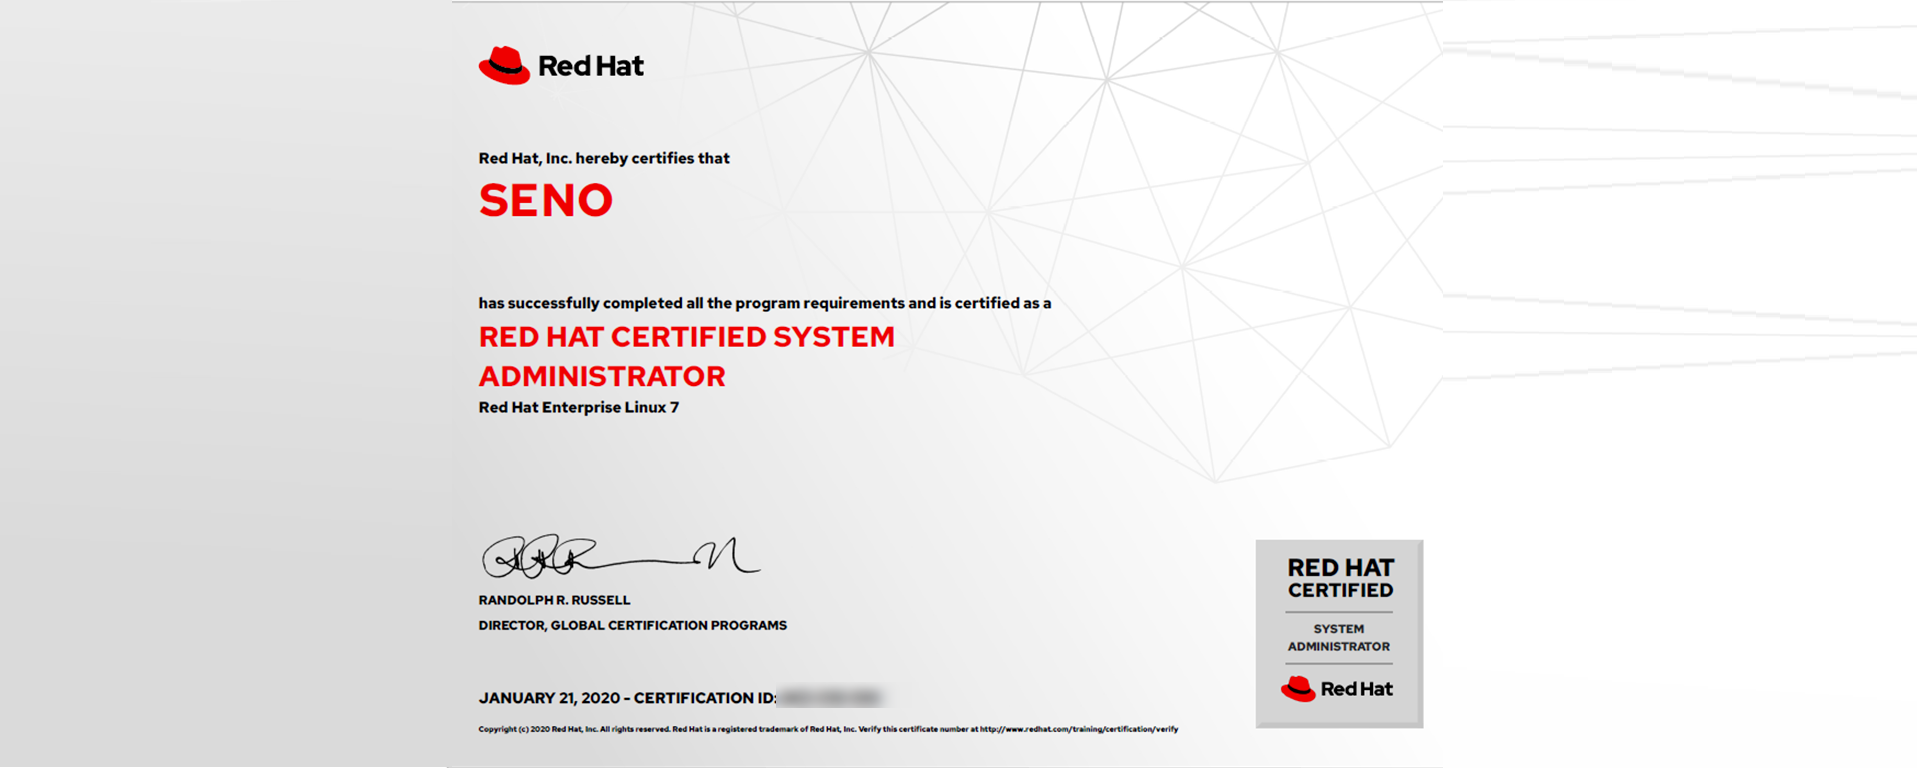 Red Hat
Red Hat, Inc. hereby certifies that
SENO
has successfully completed all the program requirements and is certified as a
RED HAT CERTIFIED SYSTEM
ADMINISTRATOR
Red Hat Enterprise Linux 7
RANDOLPH R. RUSSELL
DIRECTOR, GLOBAL CERTIFICATION PROGRAMS
JANUARY 21, 2020 - CERTIFICATION ID:
Copyright (c) 2020 Red Hat, Inc. All rights reserved. Red Hat is a registered trademark of Red Hat, Inc. Verify this certificate number at http://www.redhat.com/training/certification/verify
RED HAT
CERTIFIED
SYSTEM
ADMINISTRATOR
Red Hat